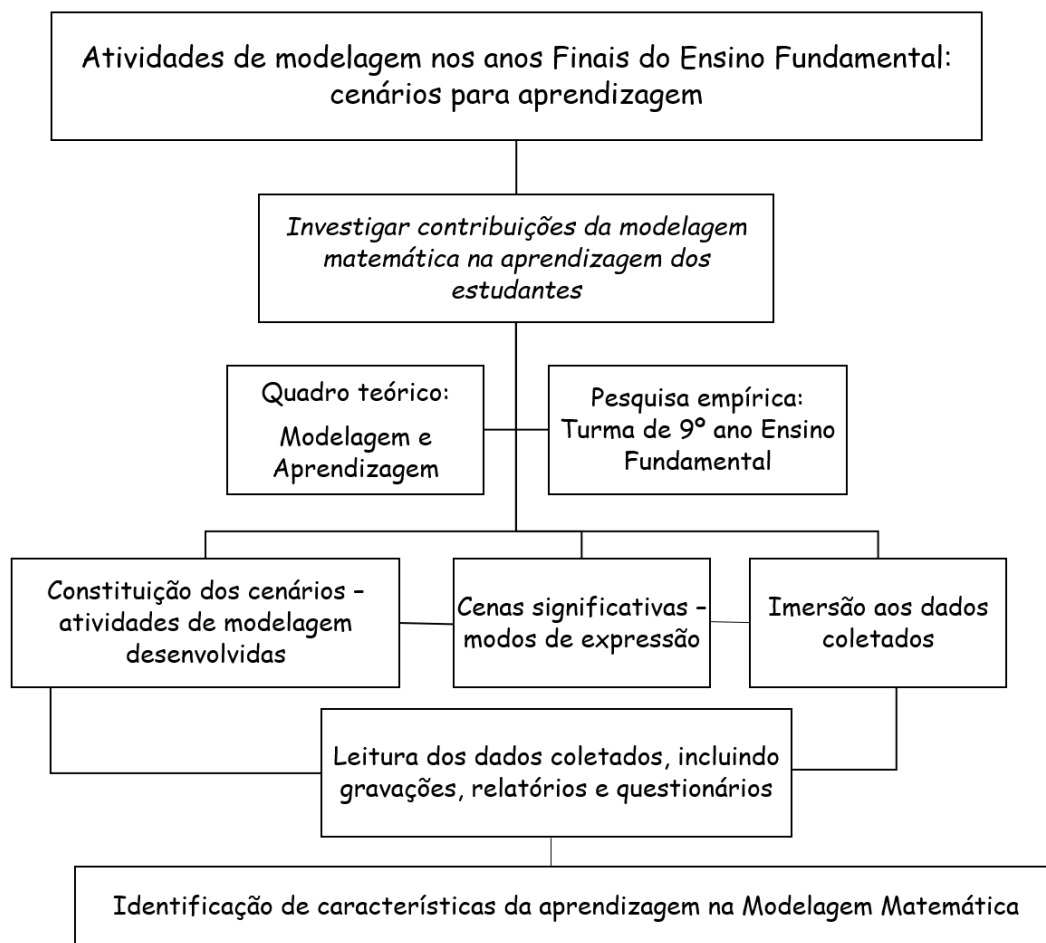 Atividades de modelagem nos anos Finais do Ensino Fundamental:
cenários para aprendizagem
Investigar contribuições da modelagem
matemática na aprendizagem dos
estudantes
Quadro teórico:
Modelagem e
Aprendizagem
Pesquisa empírica:
Turma de 9º ano Ensino
Fundamental
Constituição dos cenários –
atividades de modelagem
desenvolvidas
Cenas significativas –
modos de expressão
Imersão aos dados
coletados
Leitura dos dados coletados, incluindo
gravações, relatórios e questionários
Identificação de características da aprendizagem na Modelagem Matemática